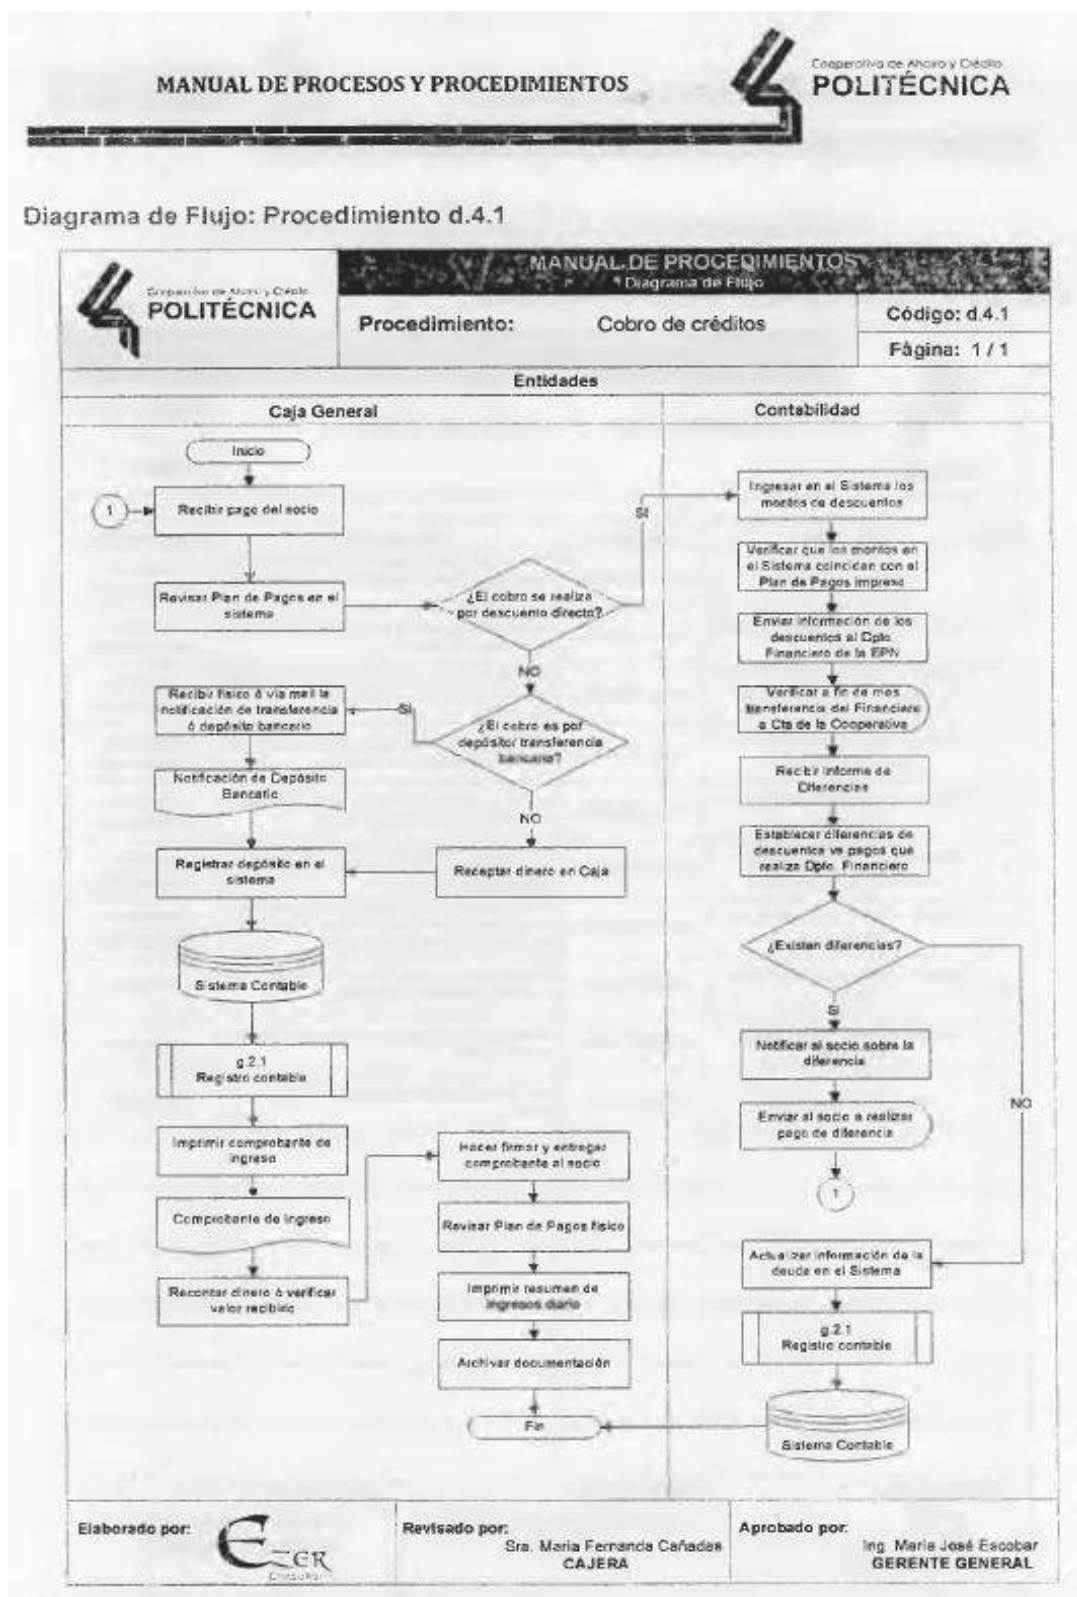 MANUAL DE PROCESOS Y PROCEDIMIENTOS
Cooperativa de Ahorro y Crédito
POLITÉCNICA
Diagrama de Flujo: Procedimiento d.4.1
Cooperativa de Ahorro y Crédito
POLITÉCNICA
MANUAL DE PROCEDIMIENTOS
Diagrama de Flujo
Procedimiento:
Cobro de créditos
Código: d.4.1
Página: 1 / 1
Entidades
Caja General
Contabilidad
Inicio
1
Recibir pago del socio
Revisar Plan de Pagos en el
sistema
¿El cobro se realiza
por descuento directo?
SI
NO
Recibir físico ó vía mail la
notificación de transferencia
ó depósito bancario
SI
¿El cobro es por
depósito/ transferencia
bancaria?
NO
Notificación de Depósito
Bancario
Registrar depósito en el
sistema
Receptar dinero en Caja
Sistema Contable
g.2.1
Registro contable
Imprimir comprobante de
ingreso
Comprobante de Ingreso
Recontar dinero ó verificar
valor recibido
Hacer firmar y entregar
comprobante al socio
Revisar Plan de Pagos físico
Imprimir resumen de
ingresos diario
Archivar documentación
Fin
Ingresar en el Sistema los
montos de descuentos
Verificar que los montos en
el Sistema coincidan con el
Plan de Pagos impreso
Enviar información de los
descuentos al Dpto.
Financiero de la EPN
Verificar a fin de mes
transferencia del Financiero
a Cta de la Cooperativa
Recibir Informe de
Diferencias
Establecer diferencias de
descuentos vs pagos que
realiza Dpto. Financiero
¿Existen diferencias?
SI
NO
Notificar al socio sobre la
diferencia
Enviar al socio a realizar
pago de diferencia
1
Actualizar información de la
deuda en el Sistema
g.2.1
Registro contable
Sistema Contable
Elaborado por:
EZER
Consultor
Revisado por:
Sra. Maria Fernanda Cañadas
CAJERA
Aprobado por:
Ing. Maria José Escobar
GERENTE GENERAL